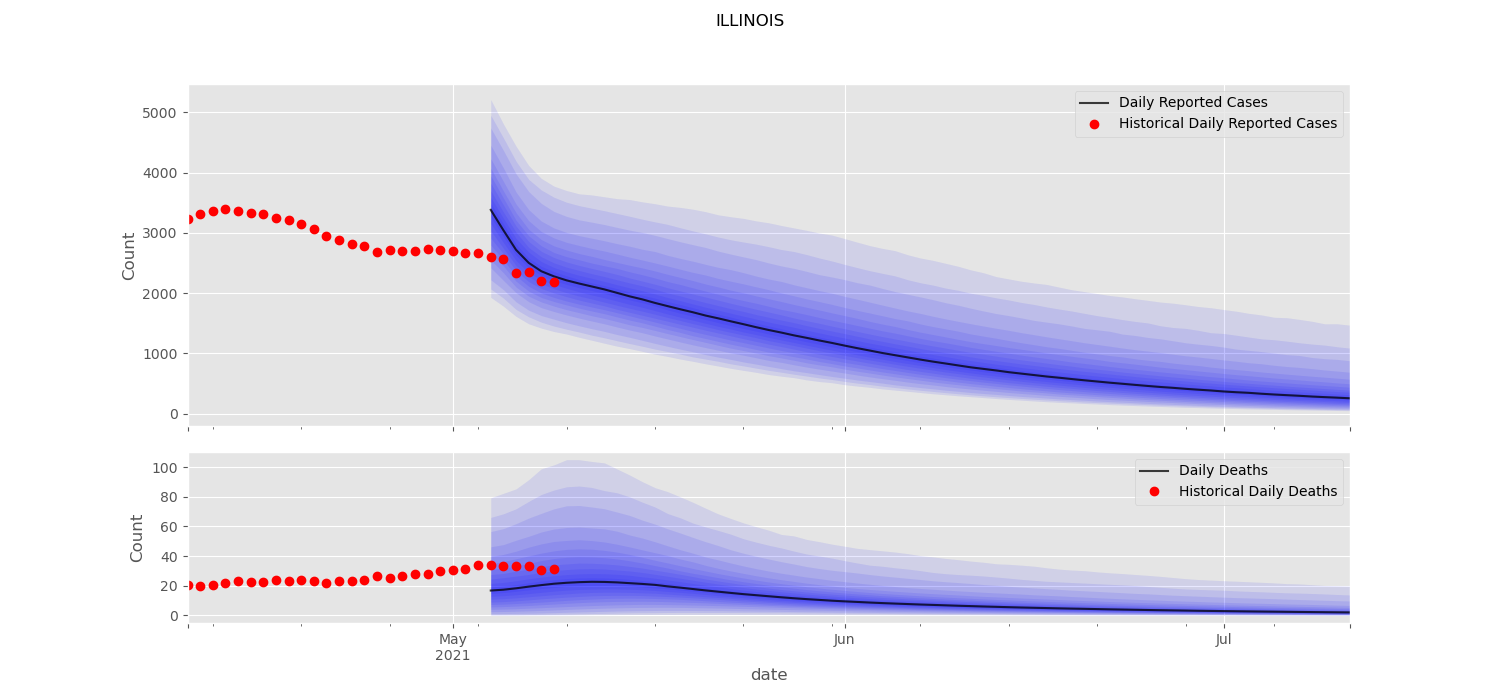 ILLINOIS
5000
4000
3000
2000
1000
0
Count
Daily Reported Cases
Historical Daily Reported Cases
100
80
60
40
20
0
Count
Daily Deaths
Historical Daily Deaths
May
2021
Jun
Jul
date